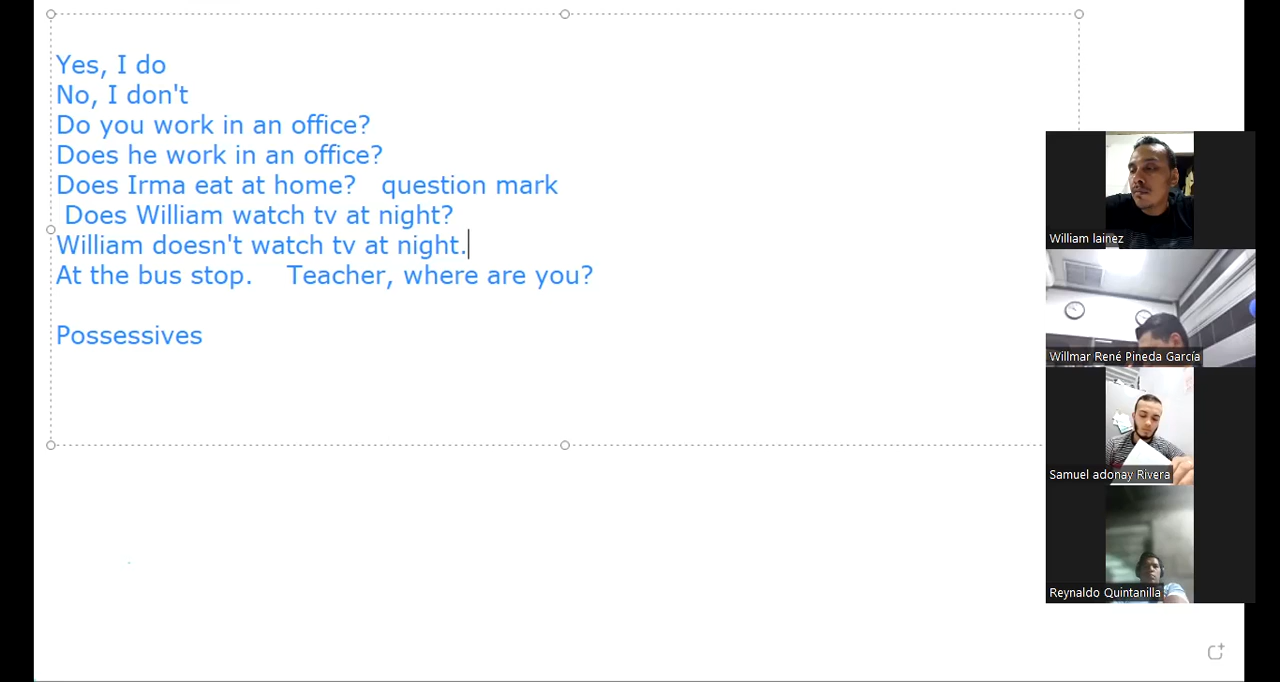 Yes, I do
No, I don't
Do you work in an office?
Does he work in an office?
Does Irma eat at home? question mark
Does William watch tv at night?
William doesn't watch tv at night.
At the bus stop. Teacher, where are you?
Possessives
William lainez
Willmar René Pineda García
Samuel adonay Rivera
Reynaldo Quintanilla